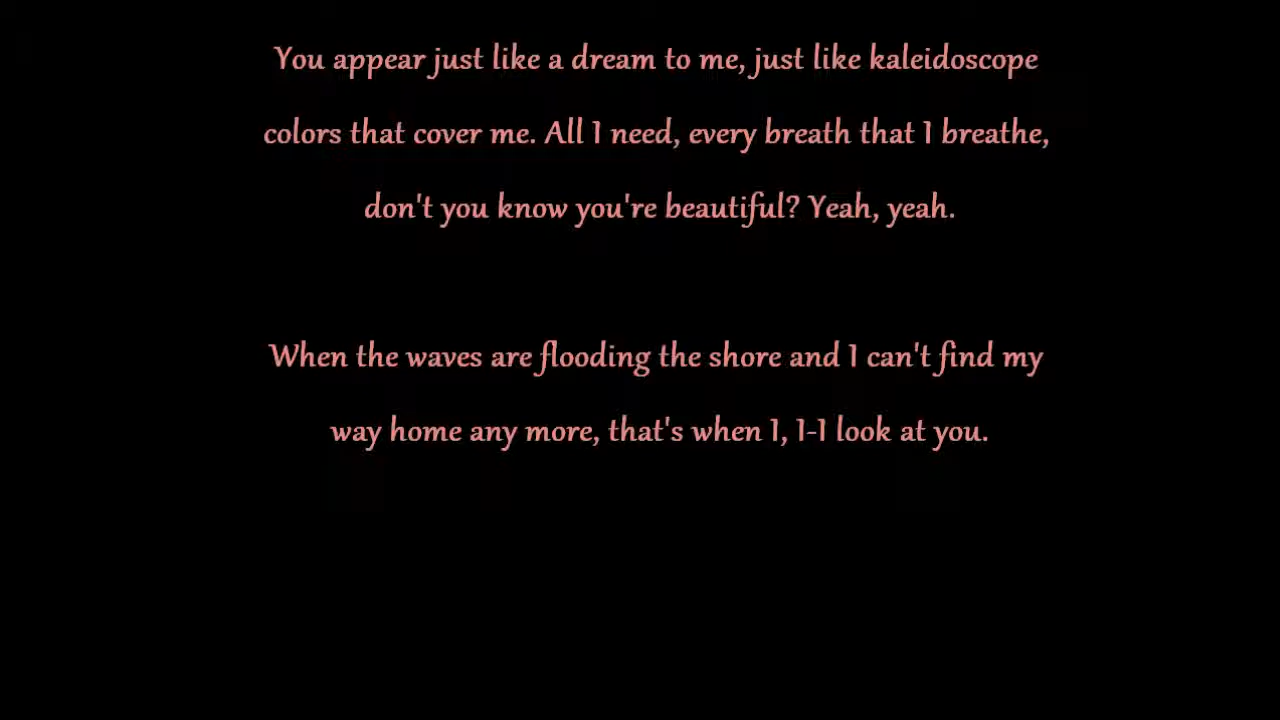 You appear just like a dream to me, just like kaleidoscope
colors that cover me. All I need, every breath that I breathe,
don't you know you're beautiful? Yeah, yeah.
When the waves are flooding the shore and I can't find my
way home any more, that's when I, I-I look at you.